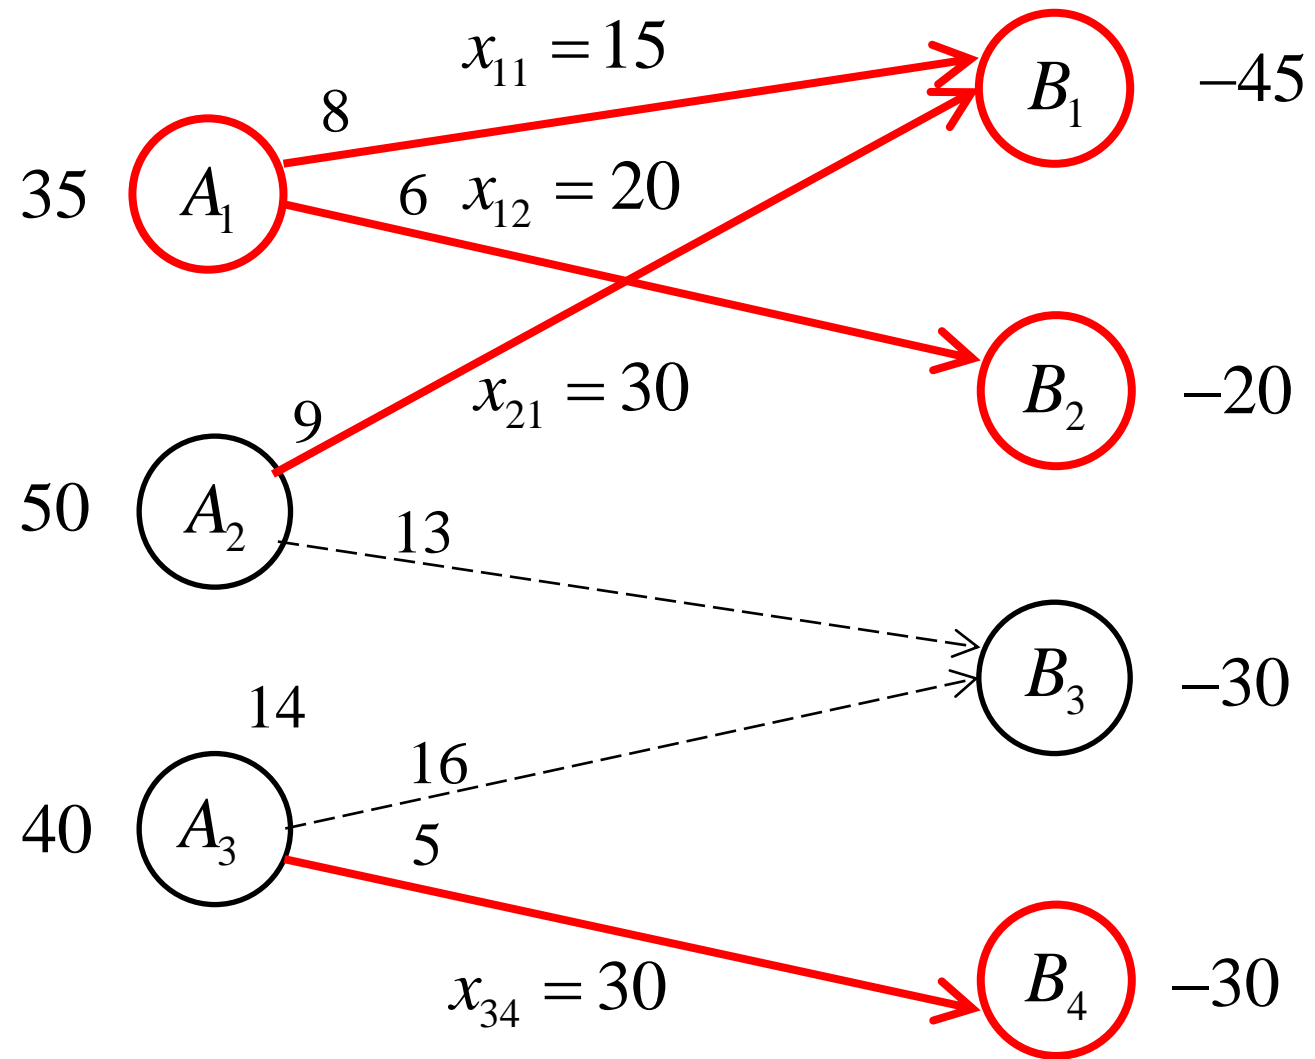 x₁₁ = 15
B₁
−45
8
35
A₁
6
x₁₂ = 20
x₂₁ = 30
B₂
−20
9
50
A₂
13
B₃
−30
14
16
40
A₃
5
x₃₄ = 30
B₄
−30